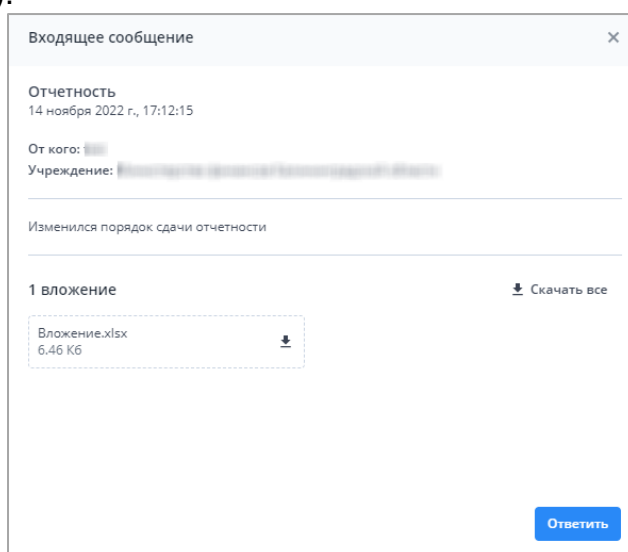 Входящее сообщение
Отчетность
14 ноября 2022 г., 17:12:15
От кого:
Учреждение:
Изменился порядок сдачи отчетности
1 вложение
Скачать все
Вложение.xlsx
6.46 Кб
Ответить